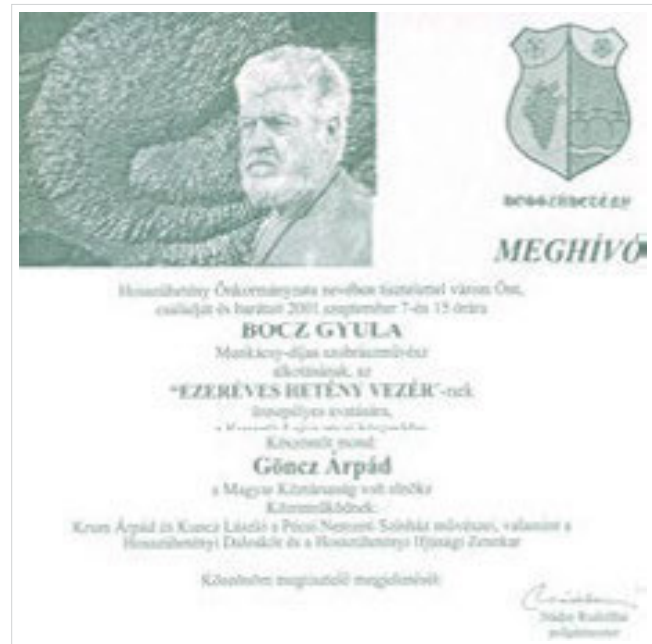 HOSSZÚHETÉNY
MEGHÍVÓ
Hosszúhetény Önkormányzata nevében tisztelettel várom Önt,
családját és barátait 2001 szeptember 7-én 15 órára
BOCZ GYULA
Munkácsy-díjas szobrászművész
alkotásának, az
"EZERÉVES HETÉNY VEZÉR"-nek
ünnepélyes avatására,
Köszöntőt mond:
Göncz Árpád
a Magyar Köztársaság volt elnöke
Közreműködnek:
Krum Árpád és Kuncz László a Pécsi Nemzeti Színház művészei, valamint a
Hosszúhetényi Daloskör és a Hosszúhetényi Ifjúsági Zenekar
Köszönöm megtisztelő megjelenését:
polgármester